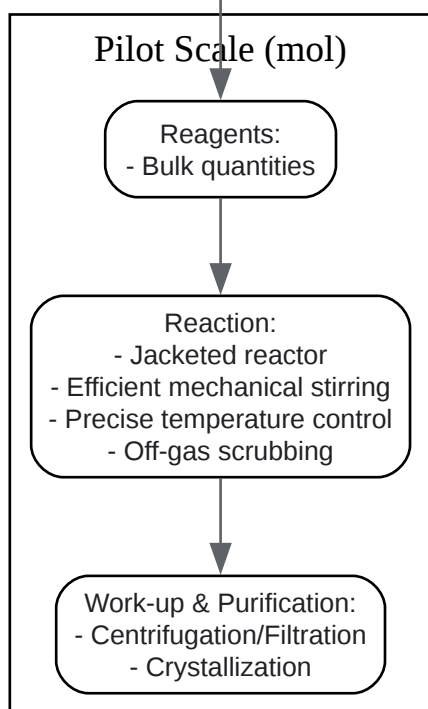 Pilot Scale (mol)
Reagents:
- Bulk quantities
Reaction:
- Jacketed reactor
- Efficient mechanical stirring
- Precise temperature control
- Off-gas scrubbing
Work-up & Purification:
- Centrifugation/Filtration
- Crystallization